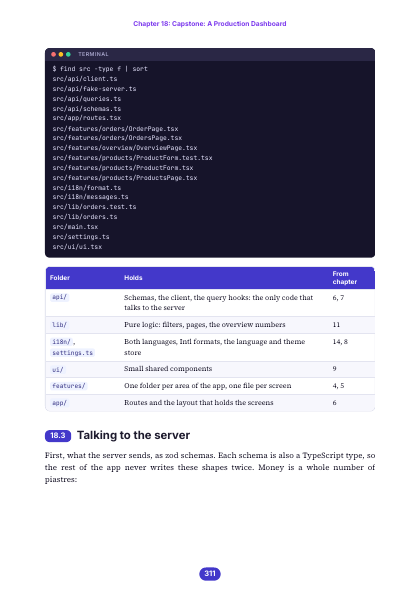 Chapter 18: Capstone: A Production Dashboard
TERMINAL
$ find src -type f | sort
src/api/client.ts
src/api/fake-server.ts
src/api/queries.ts
src/api/schemas.ts
src/app/routes.tsx
src/features/orders/OrderPage.tsx
src/features/orders/OrdersPage.tsx
src/features/overview/OverviewPage.tsx
src/features/products/ProductForm.test.tsx
src/features/products/ProductForm.tsx
src/features/products/ProductsPage.tsx
src/i18n/format.ts
src/i18n/messages.ts
src/lib/orders.test.ts
src/lib/orders.ts
src/main.tsx
src/settings.ts
src/ui/ui.tsx
Folder Holds From chapter
api/ Schemas, the client, the query hooks: the only code that talks to the server 6, 7
lib/ Pure logic: filters, pages, the overview numbers 11
i18n/, settings.ts Both languages, Intl formats, the language and theme store 14, 8
ui/ Small shared components 9
features/ One folder per area of the app, one file per screen 4, 5
app/ Routes and the layout that holds the screens 6
18.3 Talking to the server
First, what the server sends, as zod schemas. Each schema is also a TypeScript type, so
the rest of the app never writes these shapes twice. Money is a whole number of
piastres:
311